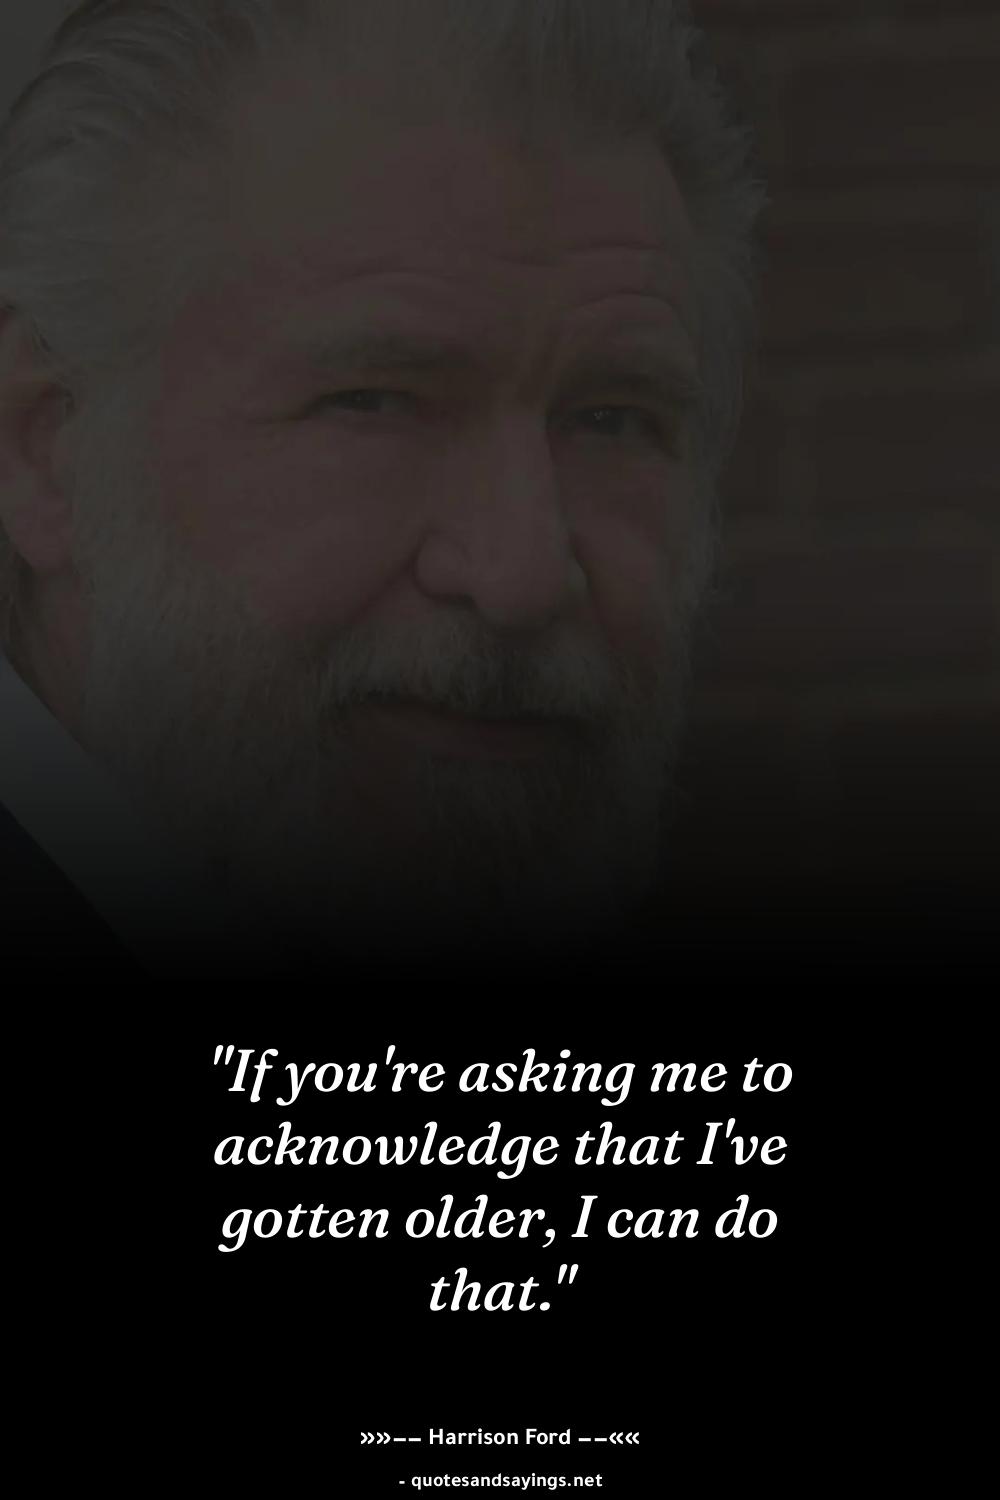 "If you're asking me to
acknowledge that I've
gotten older, I can do
that."
»»−− Harrison Ford −−««
- quotesandsayings.net